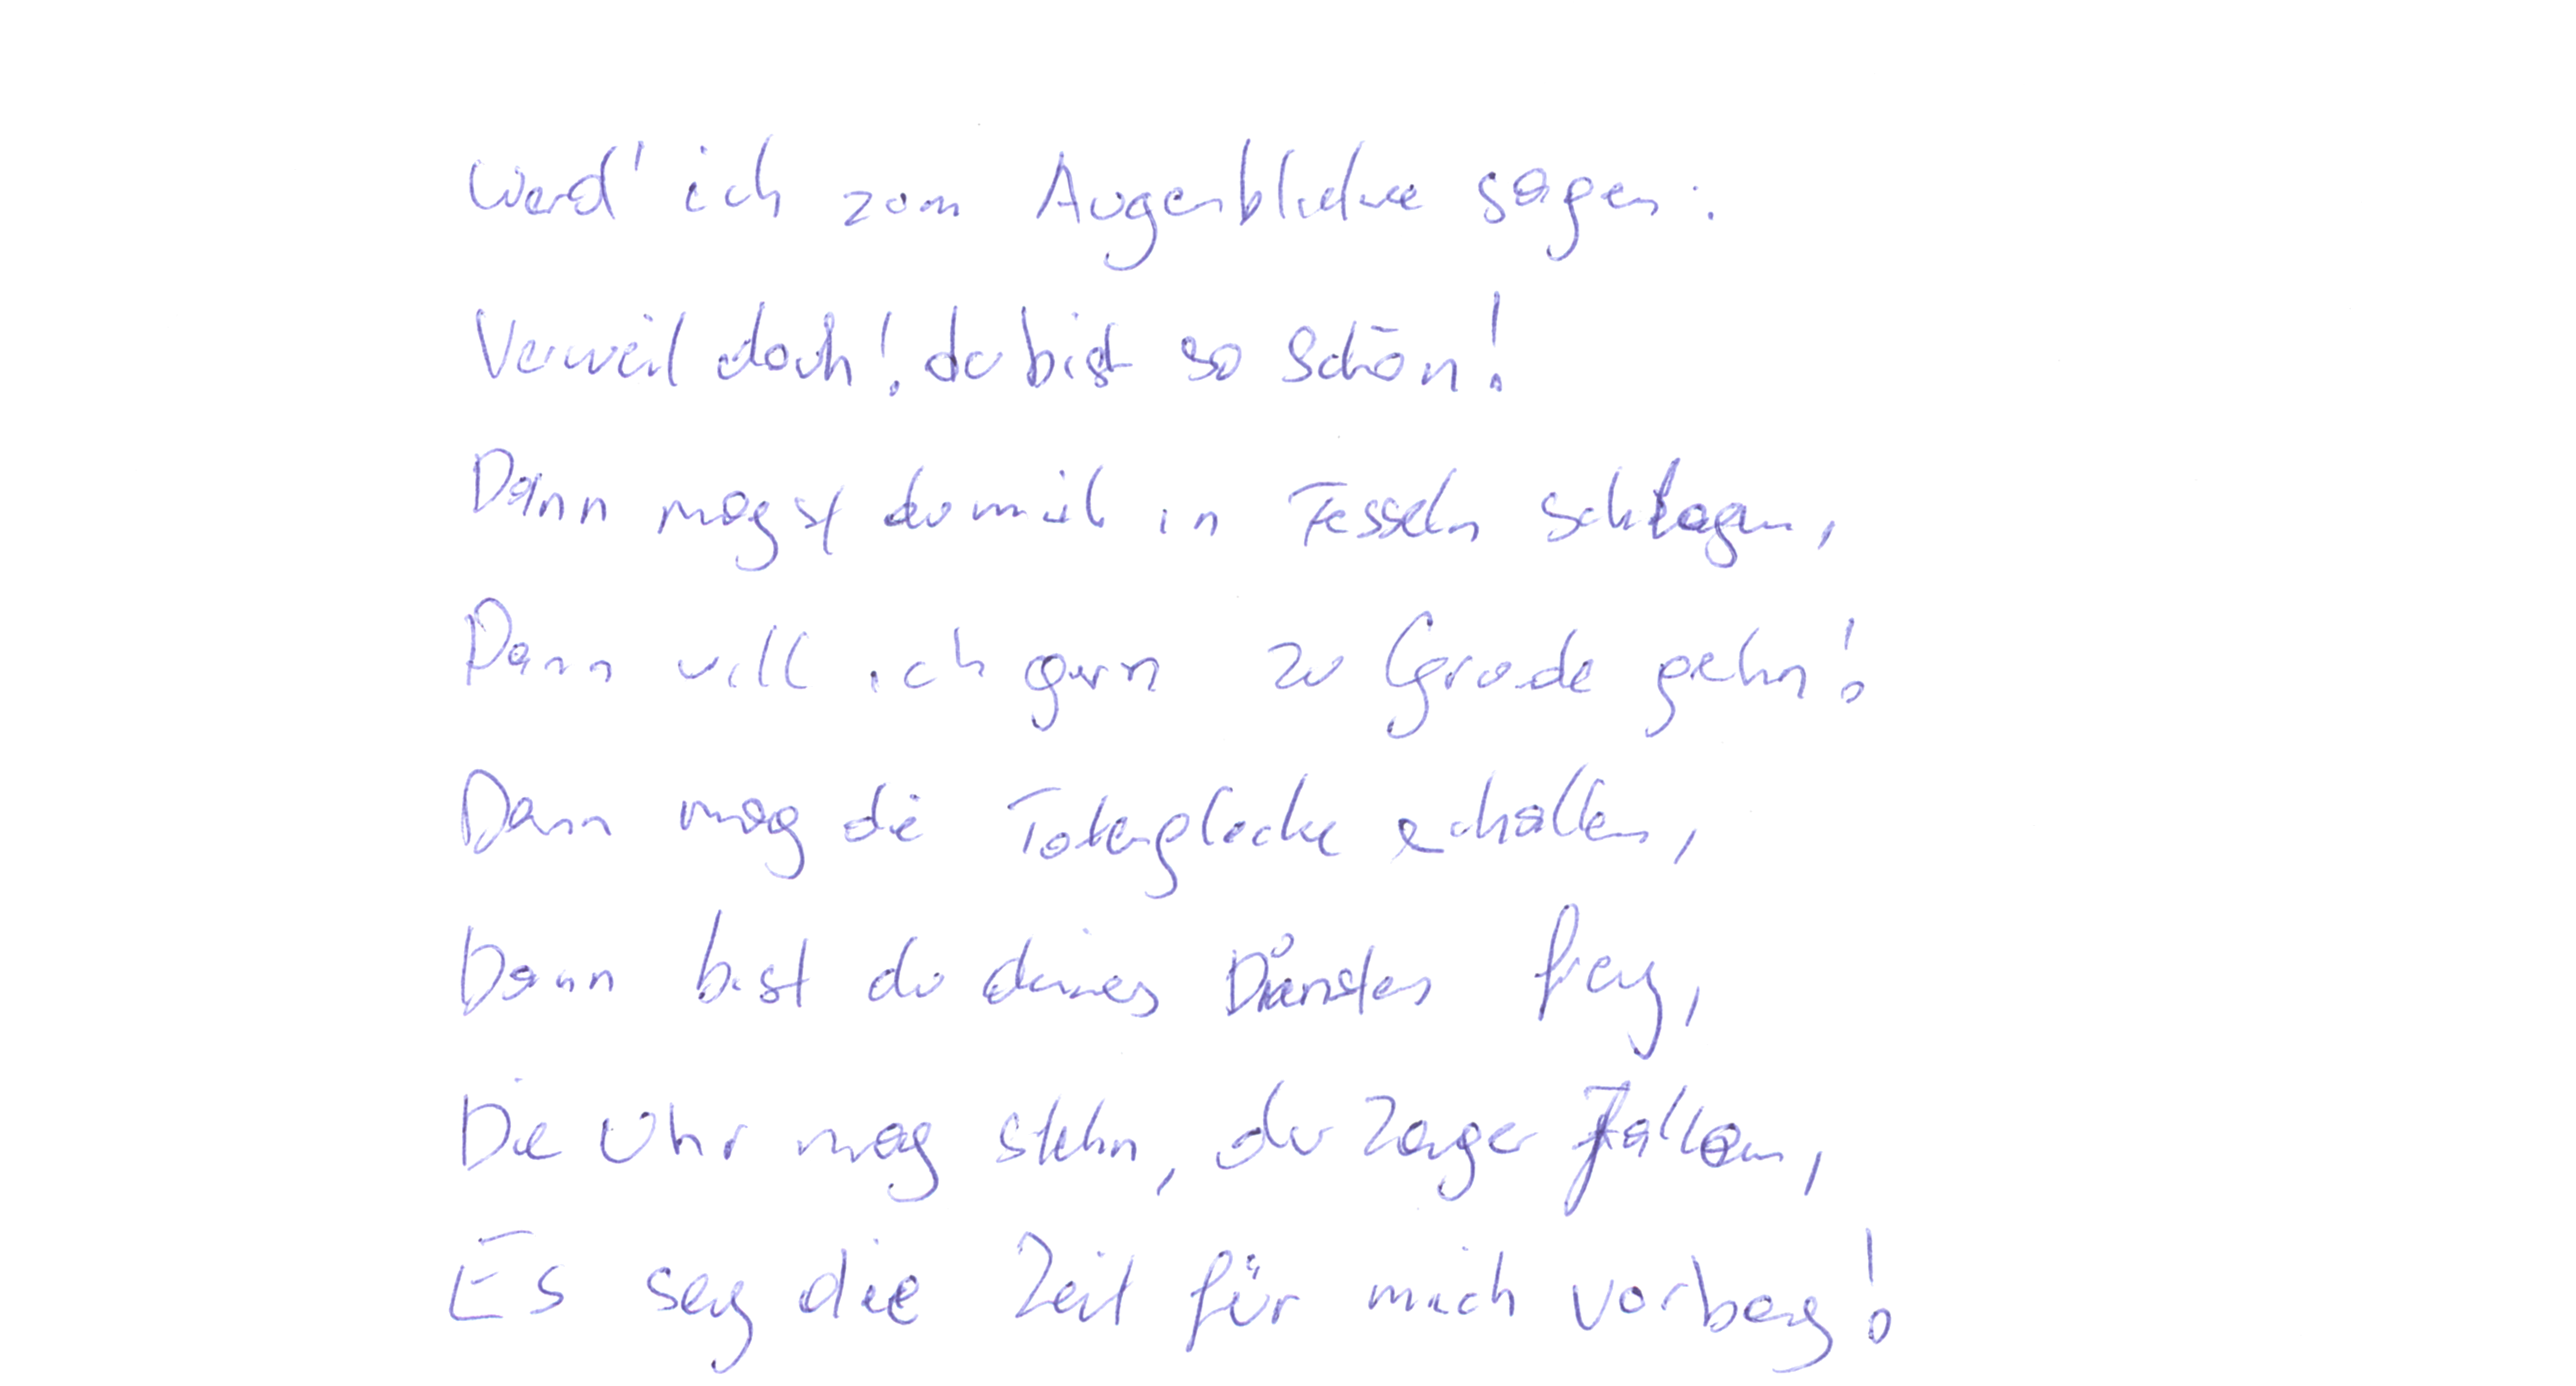 Werd' ich zum Augenblicke sagen:
Verweil doch! du bist so schön!
Dann magst du mich in Fesseln schlagen,
Dann will ich gern zu Grunde gehn!
Dann mag die Totenglocke schallen,
Dann bist du deines Dienstes frey,
Die Uhr mag stehn, der Zeiger fallen,
Es sey die Zeit für mich vorbey!